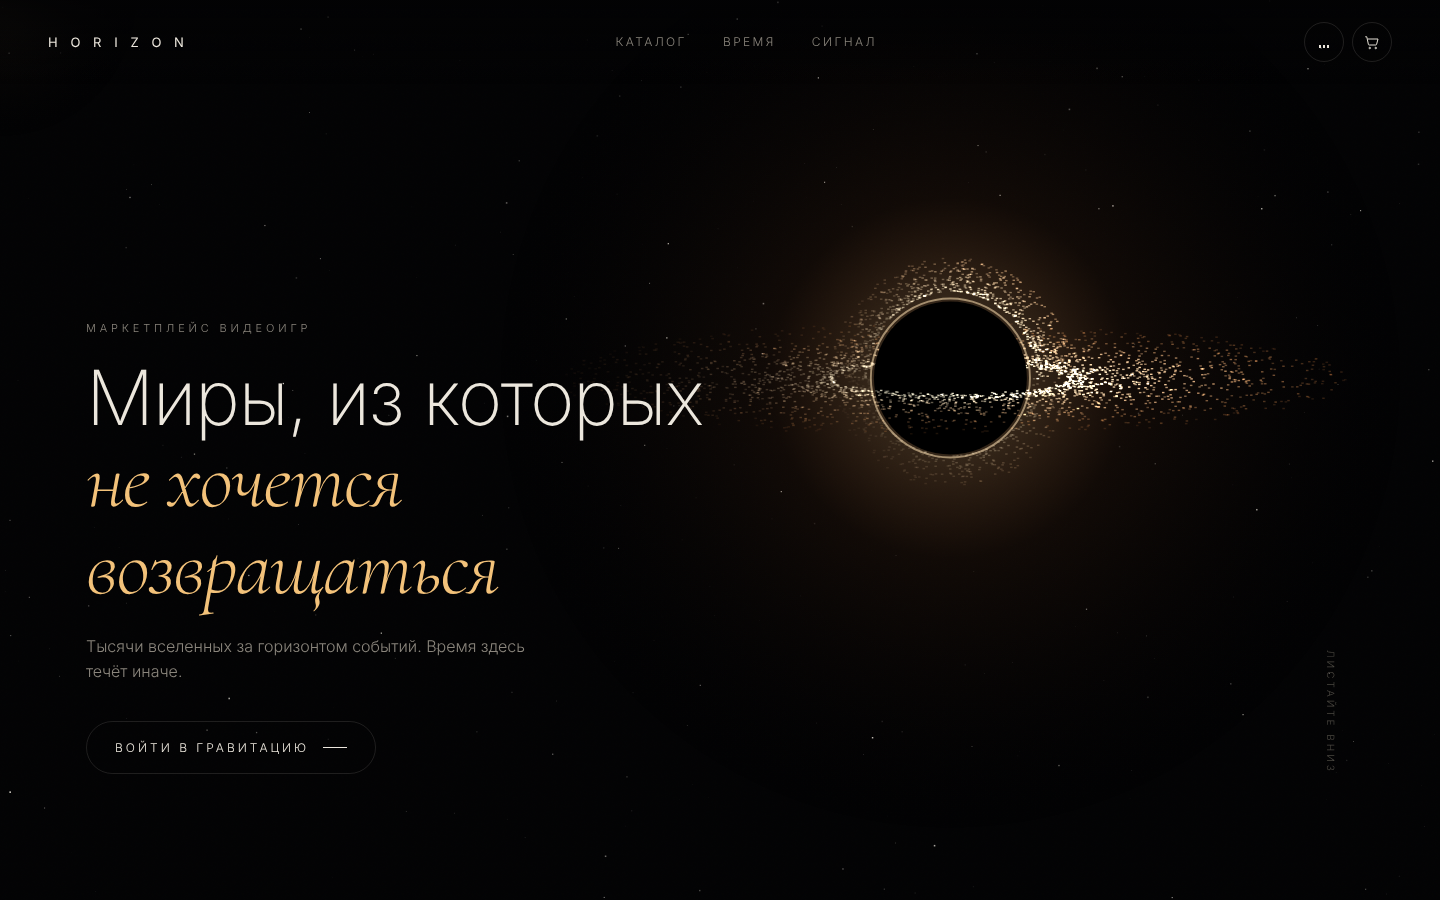 HORIZON
КАТАЛОГ ВРЕМЯ СИГНАЛ
МАРКЕТПЛЕЙС ВИДЕОИГР
Миры, из которых
не хочется
возвращаться
Тысячи вселенных за горизонтом событий. Время здесь
течёт иначе.
ВОЙТИ В ГРАВИТАЦИЮ
ЛИСТАЙТЕ ВНИЗ